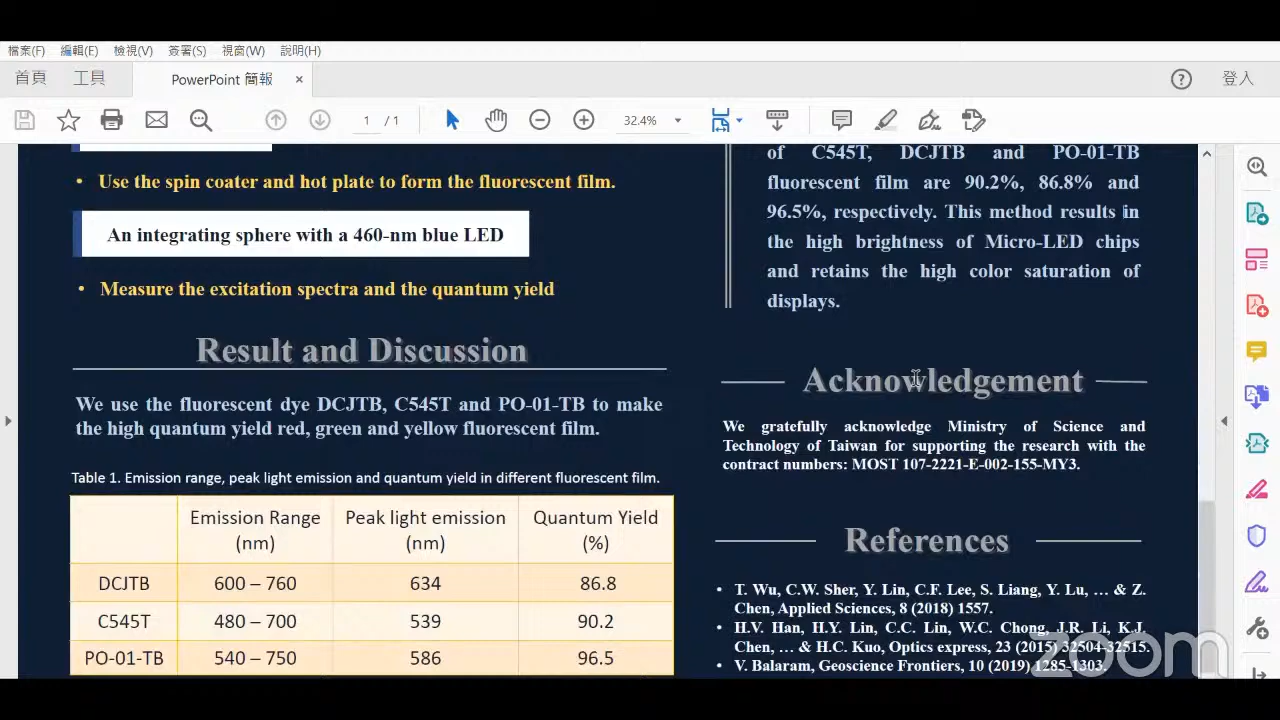 檔案(F) 編輯(E) 檢視(V) 簽署(S) 視窗(W) 說明(H)
首頁 工具 PowerPoint 簡報 × ? 登入
1 / 1 32.4%
• Use the spin coater and hot plate to form the fluorescent film.
An integrating sphere with a 460-nm blue LED
• Measure the excitation spectra and the quantum yield
Result and Discussion
We use the fluorescent dye DCJTB, C545T and PO-01-TB to make
the high quantum yield red, green and yellow fluorescent film.
Table 1. Emission range, peak light emission and quantum yield in different fluorescent film.
Emission Range (nm) Peak light emission (nm) Quantum Yield (%)
DCJTB 600 – 760 634 86.8
C545T 480 – 700 539 90.2
PO-01-TB 540 – 750 586 96.5
of C545T, DCJTB and PO-01-TB
fluorescent film are 90.2%, 86.8% and
96.5%, respectively. This method results in
the high brightness of Micro-LED chips
and retains the high color saturation of
displays.
Acknowledgement
We gratefully acknowledge Ministry of Science and
Technology of Taiwan for supporting the research with the
contract numbers: MOST 107-2221-E-002-155-MY3.
References
• T. Wu, C.W. Sher, Y. Lin, C.F. Lee, S. Liang, Y. Lu, … & Z.
Chen, Applied Sciences, 8 (2018) 1557.
• H.V. Han, H.Y. Lin, C.C. Lin, W.C. Chong, J.R. Li, K.J.
Chen, … & H.C. Kuo, Optics express, 23 (2015) 32504-32515.
• V. Balaram, Geoscience Frontiers, 10 (2019) 1285-1303.
zoom